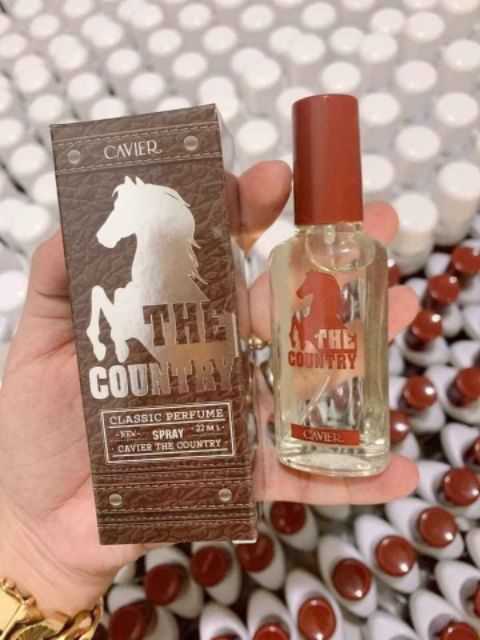 CAVIER
THE
COUNTRY
CLASSIC PERFUME
-NEW- SPRAY -22 ML-
· CAVIER THE COUNTRY ·
THE
COUNTRY
CAVIER